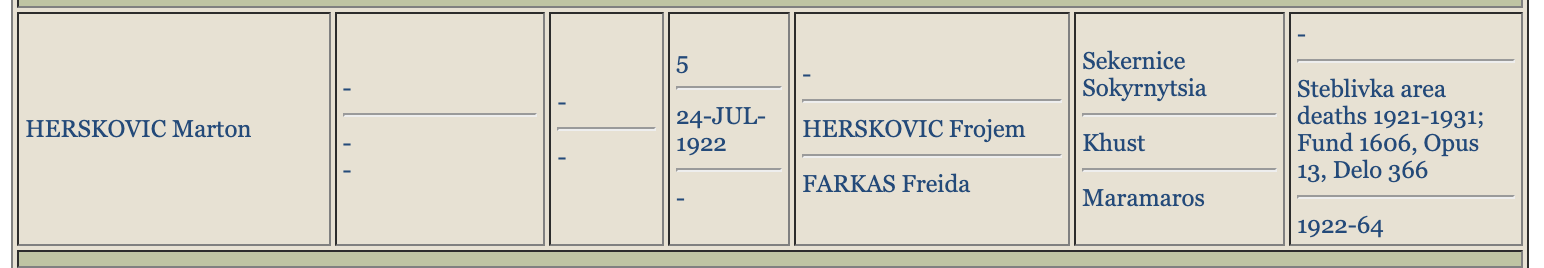 HERSKOVIC Marton
-
-
-
-
-
5
24-JUL-
1922
-
-
HERSKOVIC Frojem
FARKAS Freida
Sekernice
Sokyrnytsia
Khust
Maramaros
-
Steblivka area
deaths 1921-1931;
Fund 1606, Opus
13, Delo 366
1922-64